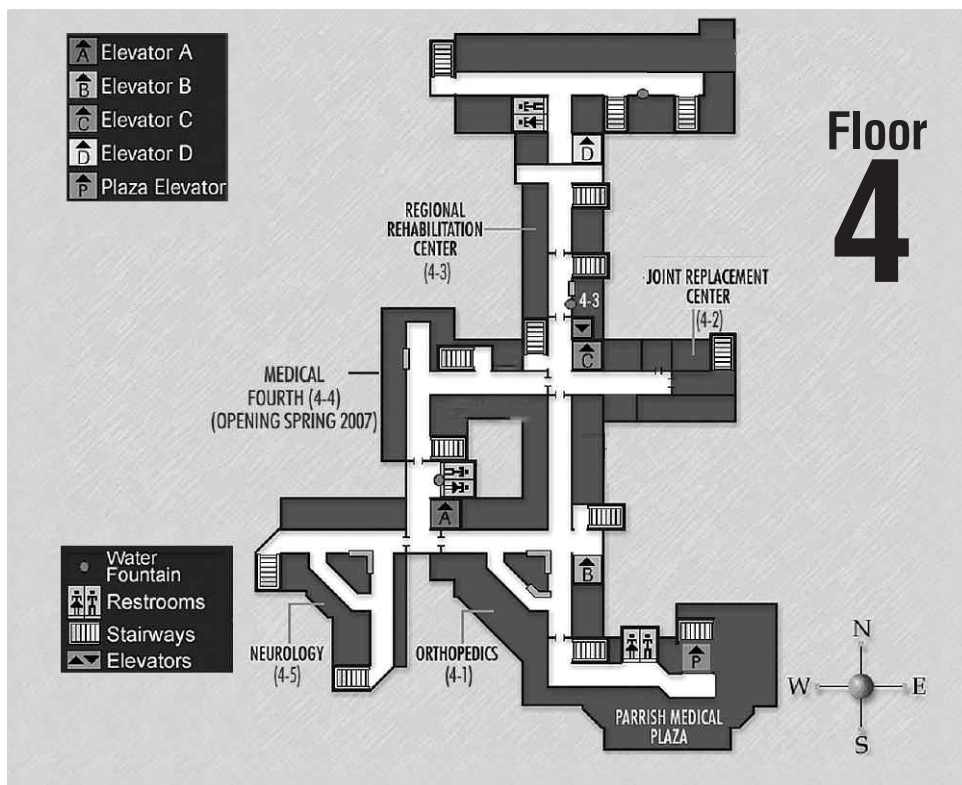 A Elevator A
B Elevator B
C Elevator C
D Elevator D
P Plaza Elevator
Floor
4
D
REGIONAL
REHABILITATION
CENTER
(4-3)
4-3
JOINT REPLACEMENT
CENTER
(4-2)
C
MEDICAL
FOURTH (4-4)
(OPENING SPRING 2007)
A
B
Water
Fountain
Restrooms
Stairways
Elevators
NEUROLOGY
(4-5)
ORTHOPEDICS
(4-1)
P
PARRISH MEDICAL
PLAZA
N
W
E
S